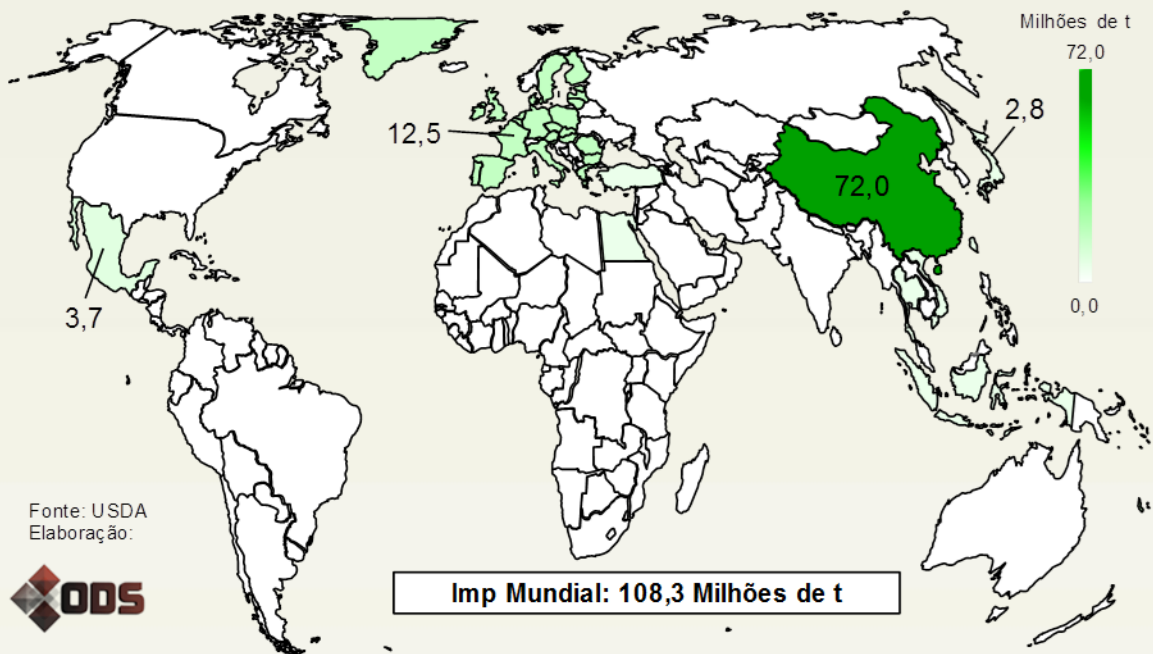 Milhões de t
72,0
2,8
12,5
72,0
0,0
3,7
Fonte: USDA
Elaboração:
ODS
Imp Mundial: 108,3 Milhões de t